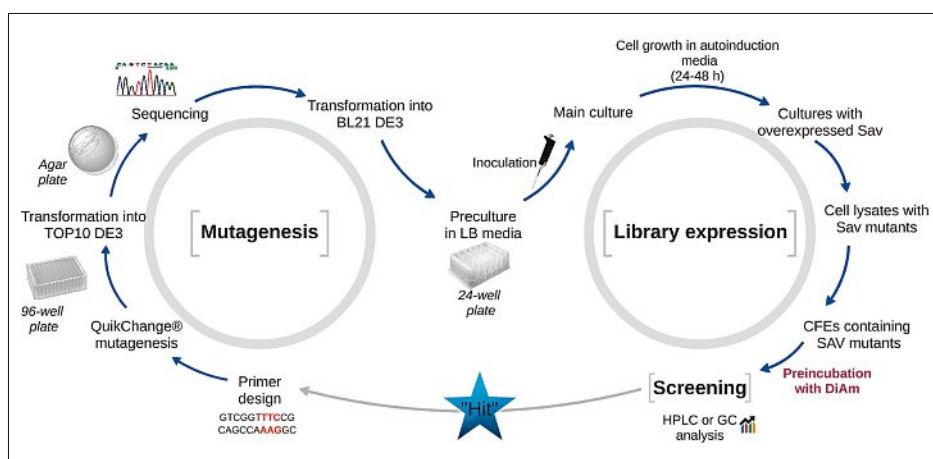 Sequencing
Transformation into
BL21 DE3
Agar
plate
Transformation into
TOP10 DE3
96-well
plate
QuikChange®
mutagenesis
Primer
design
GTCGGTTTCCG
CAGCCAAAGGC
[Mutagenesis]
Preculture
in LB media
24-well
plate
Inoculation
Main culture
Cell growth in autoinduction
media
(24-48 h)
Cultures with
overexpressed Sav
Cell lysates with
Sav mutants
CFEs containing
SAV mutants
Preincubation
with DiAm
[Library expression]
[Screening]
HPLC or GC
analysis
"Hit"